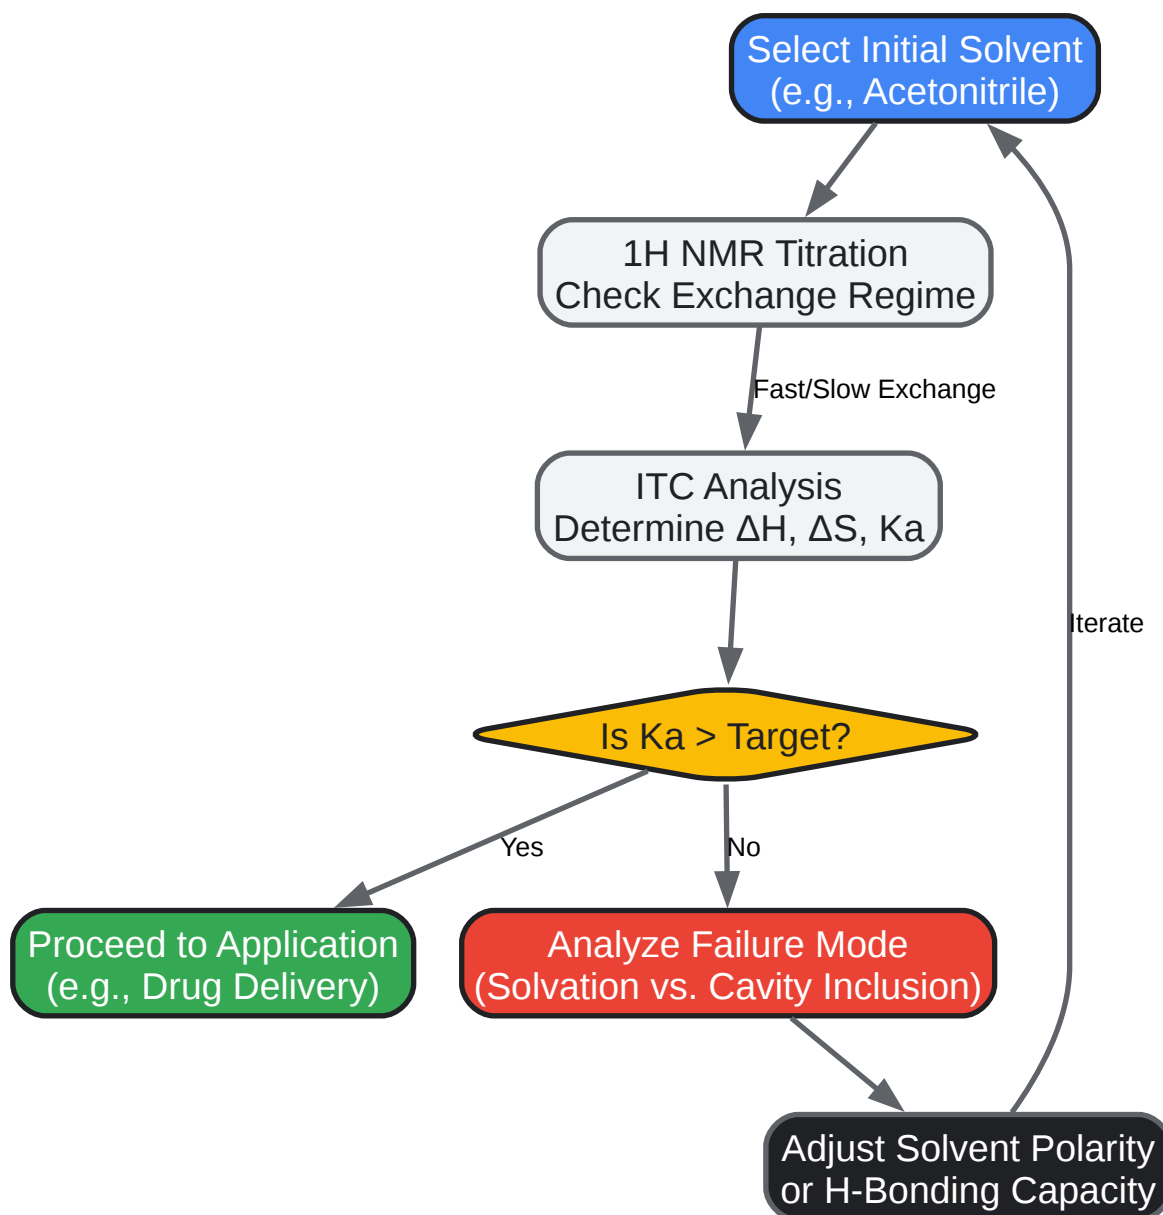 Select Initial Solvent
(e.g., Acetonitrile)
1H NMR Titration
Check Exchange Regime
Fast/Slow Exchange
ITC Analysis
Determine ΔH, ΔS, Ka
Iterate
Is Ka > Target?
Yes
No
Proceed to Application
(e.g., Drug Delivery)
Analyze Failure Mode
(Solvation vs. Cavity Inclusion)
Adjust Solvent Polarity
or H-Bonding Capacity